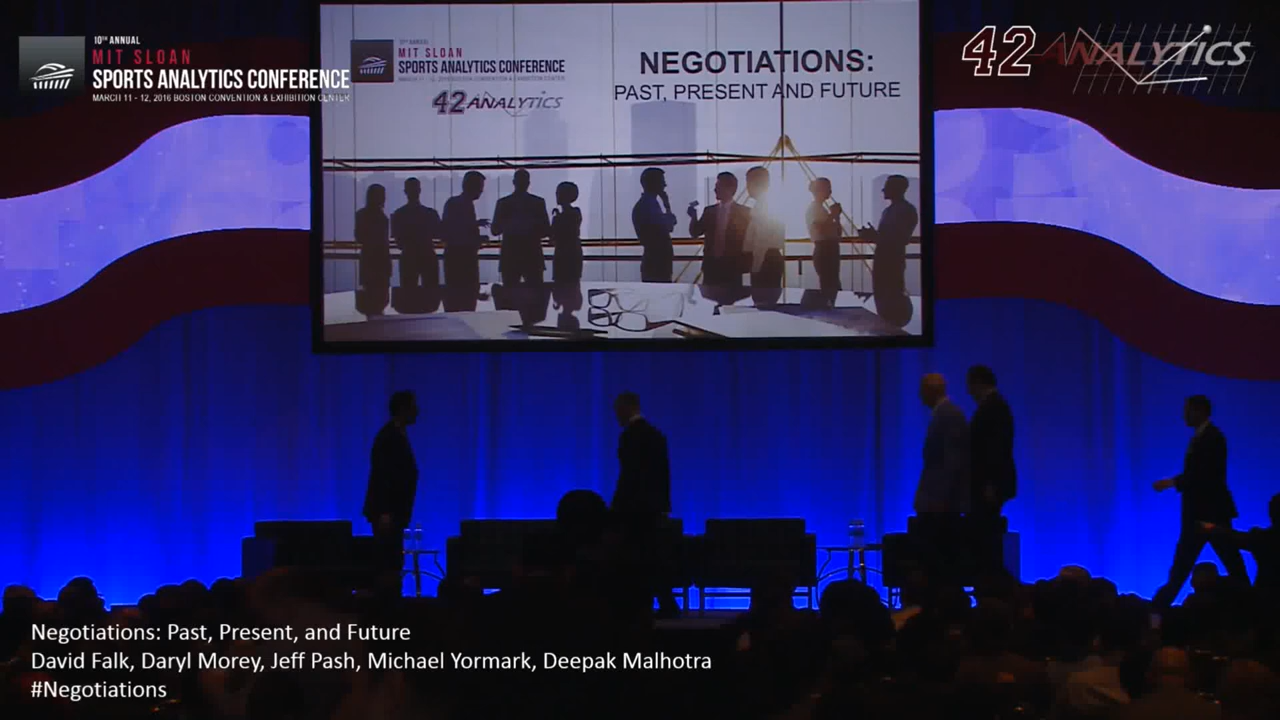 10TH ANNUAL
MIT SLOAN
SPORTS ANALYTICS CONFERENCE
MARCH 11 - 12, 2016 BOSTON CONVENTION & EXHIBITION CENTER
42 ANALYTICS
MIT SLOAN
SPORTS ANALYTICS CONFERENCE
42 ANALYTICS
NEGOTIATIONS:
PAST, PRESENT AND FUTURE
Negotiations: Past, Present, and Future
David Falk, Daryl Morey, Jeff Pash, Michael Yormark, Deepak Malhotra
#Negotiations